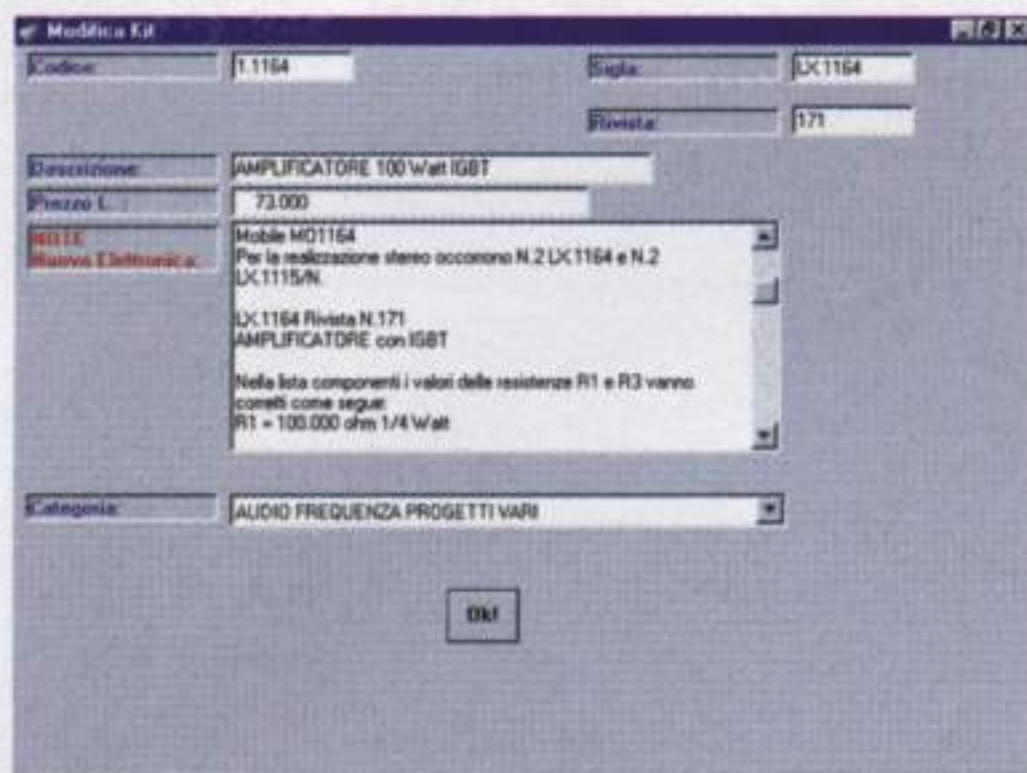 Modifica Kit
Codice: 1.1164 Sigla: LX.1164
Rivista: 171
Descrizione: AMPLIFICATORE 100 Watt IGBT
Prezzo L. : 73.000
NOTE
Nuova Elettronica:
Mobile MO1164
Per la realizzazione stereo occorrono N.2 LX.1164 e N.2
LX.1115/N.
LX.1164 Rivista N.171
AMPLIFICATORE con IGBT
Nella lista componenti i valori delle resistenze R1 e R3 vanno
corretti come segue:
R1 = 100.000 ohm 1/4 Watt
Categoria: AUDIO FREQUENZA PROGETTI VARI
Ok!